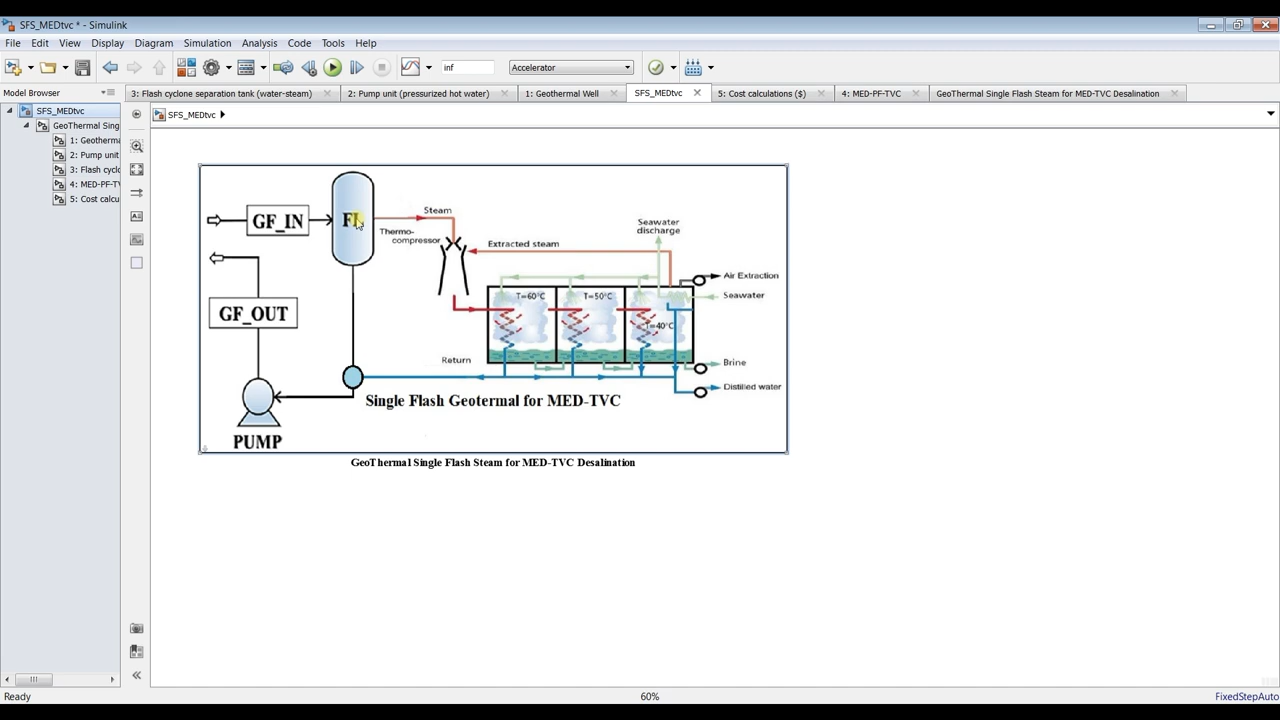 SFS_MEDtvc * - Simulink
File Edit View Display Diagram Simulation Analysis Code Tools Help
inf Accelerator
Model Browser
3: Flash cyclone separation tank (water-steam) 2: Pump unit (pressurized hot water) 1: Geothermal Well SFS_MEDtvc 5: Cost calculations ($) 4: MED-PF-TVC GeoThermal Single Flash Steam for MED-TVC Desalination
SFS_MEDtvc
GeoThermal Sing
1: Geotherma
2: Pump unit
3: Flash cyclo
4: MED-PF-TV
5: Cost calcu
SFS_MEDtvc
GF_IN
Steam
Thermo-
compressor
Extracted steam
Seawater
discharge
Air Extraction
Seawater
T=60°C
T=50°C
T=40°C
GF_OUT
Return
Brine
Distilled water
Single Flash Geotermal for MED-TVC
PUMP
GeoThermal Single Flash Steam for MED-TVC Desalination
Ready 60% FixedStepAuto